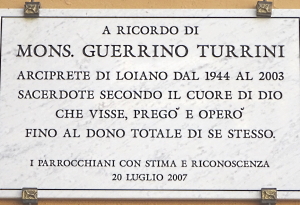 A RICORDO DI
MONS. GUERRINO TURRINI
ARCIPRETE DI LOIANO DAL 1944 AL 2003
SACERDOTE SECONDO IL CUORE DI DIO
CHE VISSE, PREGÒ E OPERÒ
FINO AL DONO TOTALE DI SE STESSO.
I PARROCCHIANI CON STIMA E RICONOSCENZA
20 LUGLIO 2007